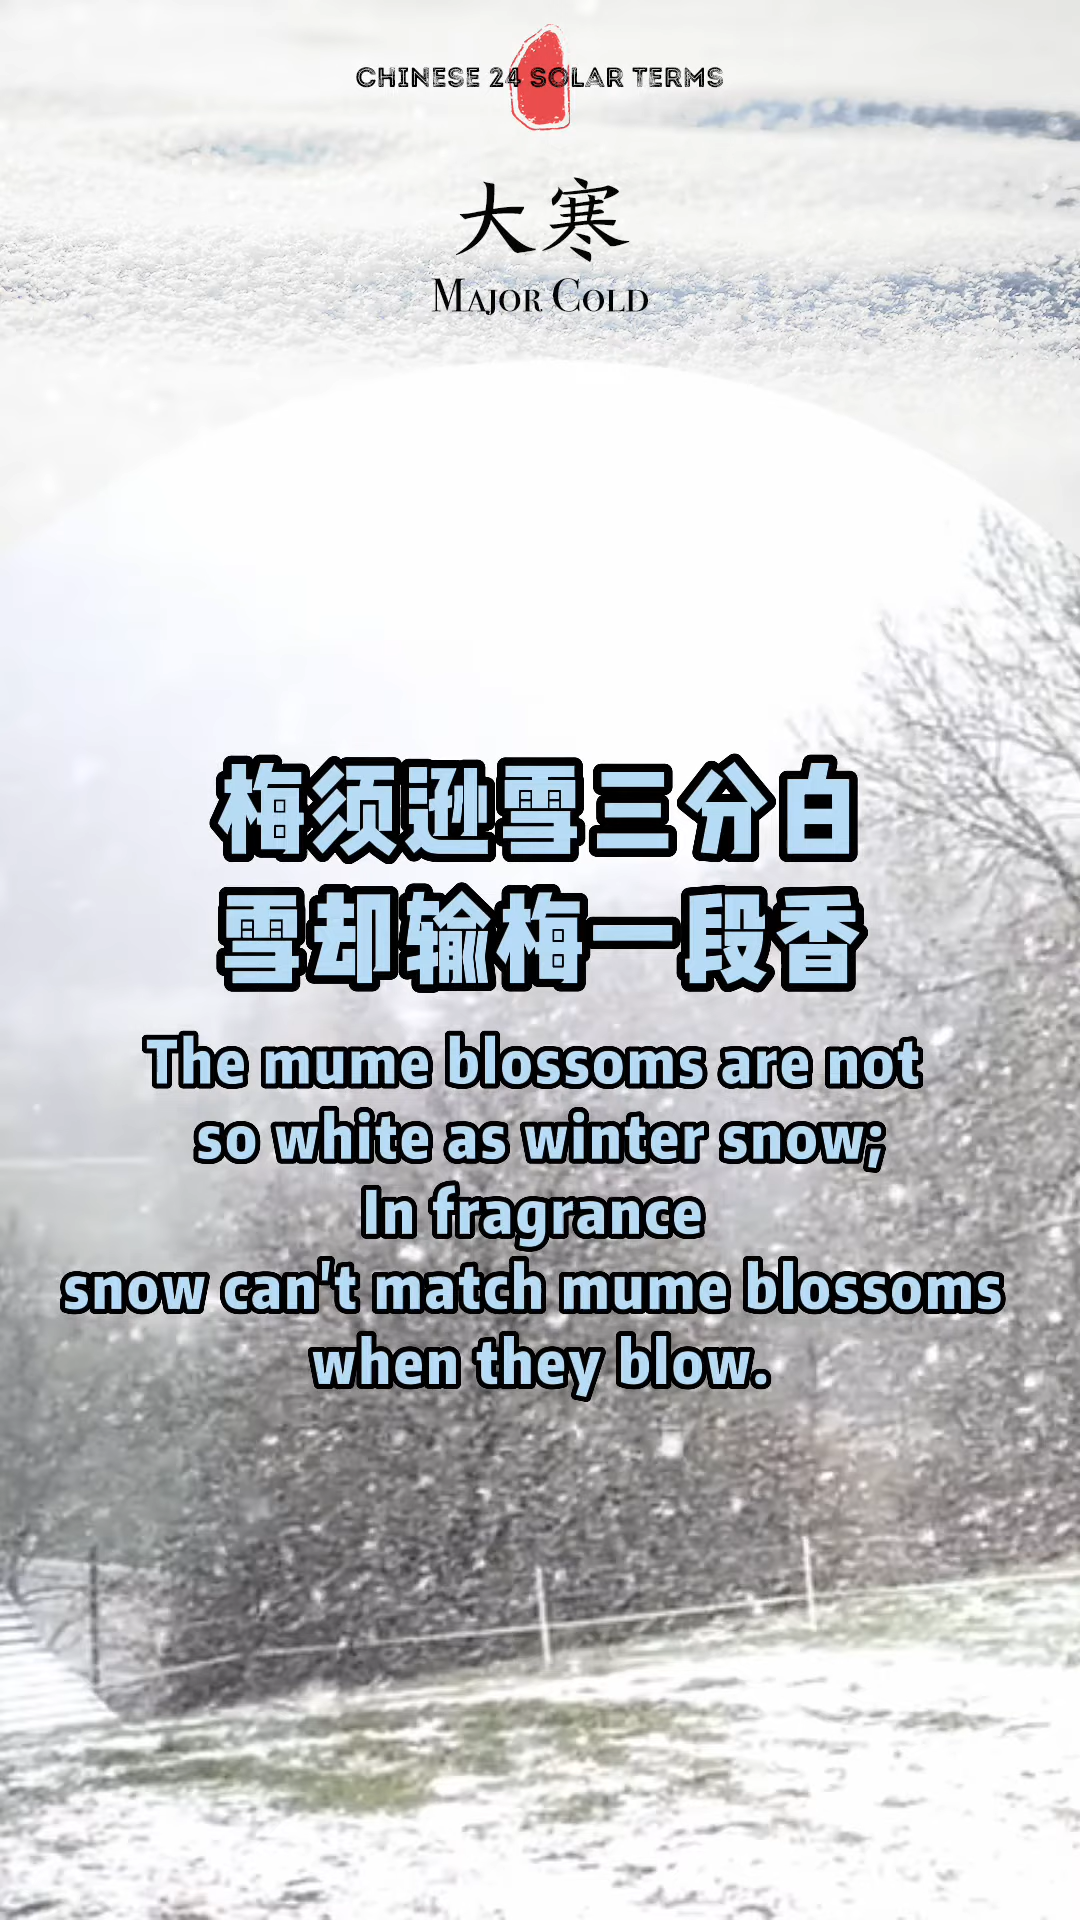 CHINESE 24 SOLAR TERMS
大寒
MAJOR COLD
梅须逊雪三分白
雪却输梅一段香
The mume blossoms are not
so white as winter snow;
In fragrance
snow can't match mume blossoms
when they blow.